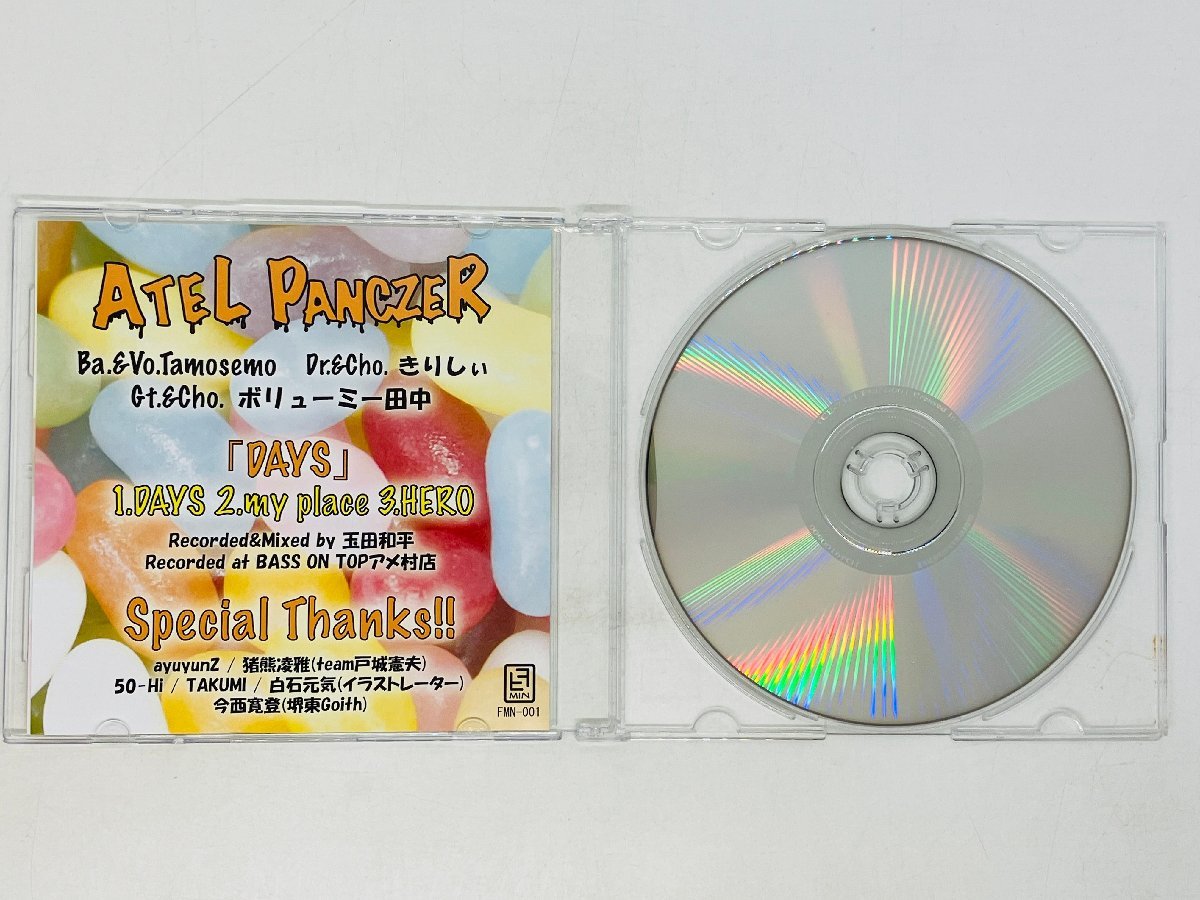 ATEL PANCZER
Ba.&Vo.Tamosemo Dr.&Cho. きりしぃ
Gt.&Cho. ボリューミー田中
「DAYS」
1.DAYS 2.my place 3.HERO
Recorded&Mixed by 玉田和平
Recorded at BASS ON TOPアメ村店
Special Thanks!!
ayuyunZ / 猪熊凌雅(team戸城憲夫)
50-Hi / TAKUMI / 白石元気(イラストレーター)
今西寛登(堺東Goith)
MIN
FMN-001